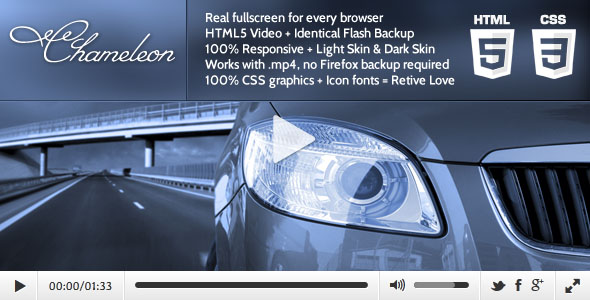 Chameleon
Real fullscreen for every browser
HTML5 Video + Identical Flash Backup
100% Responsive + Light Skin & Dark Skin
Works with .mp4, no Firefox backup required
100% CSS graphics + Icon fonts = Retive Love
HTML
5
CSS
3
00:00/01:33
f
g+